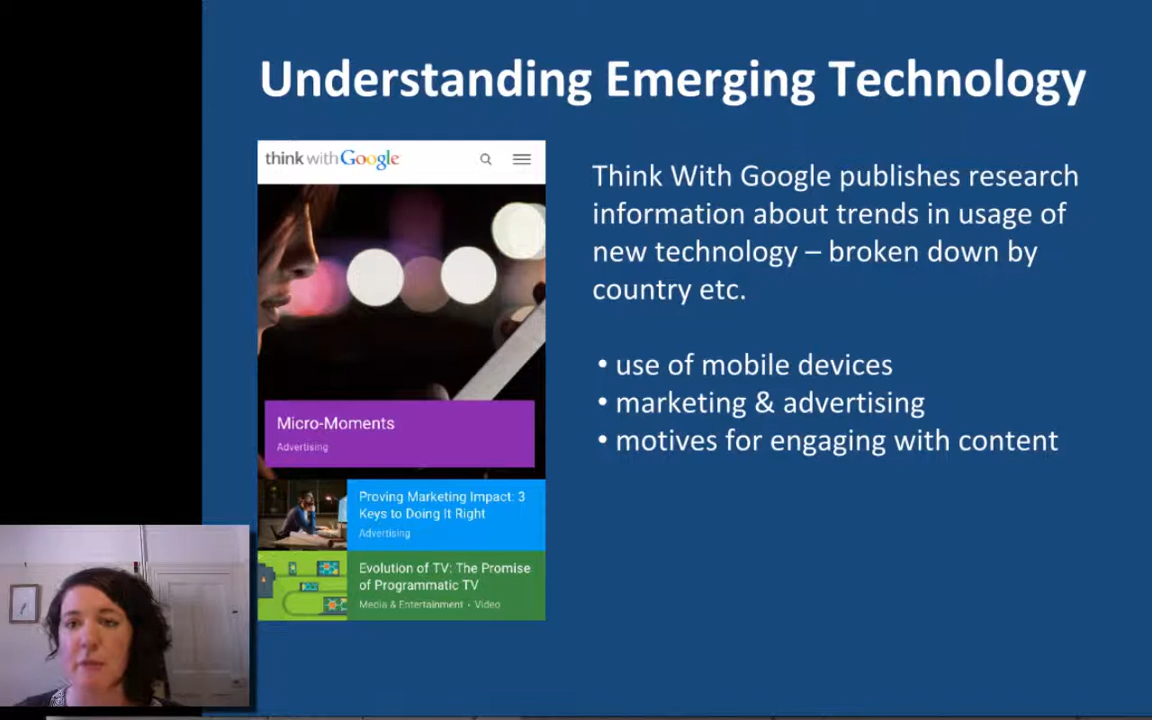 Understanding Emerging Technology
think with Google
Micro-Moments
Advertising
Proving Marketing Impact: 3
Keys to Doing It Right
Advertising
Evolution of TV: The Promise
of Programmatic TV
Media & Entertainment • Video
Think With Google publishes research
information about trends in usage of
new technology – broken down by
country etc.
• use of mobile devices
• marketing & advertising
• motives for engaging with content